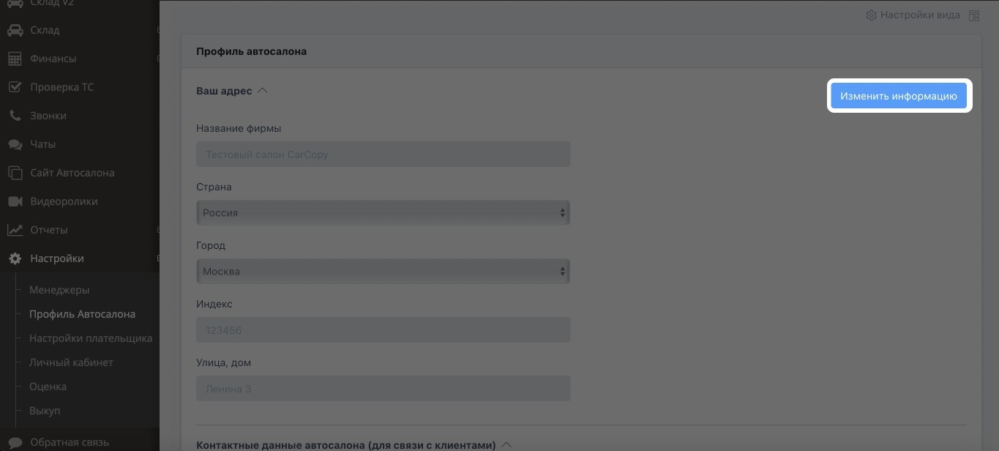 Склад V2
Склад
Финансы
Проверка ТС
Звонки
Чаты
Сайт Автосалона
Видеоролики
Отчеты
Настройки
Менеджеры
Профиль Автосалона
Настройки плательщика
Личный кабинет
Оценка
Выкуп
Обратная связь
Настройки вида
Профиль автосалона
Ваш адрес
Изменить информацию
Название фирмы
Тестовый салон CarCopy
Страна
Россия
Город
Москва
Индекс
123456
Улица, дом
Ленина 3
Контактные данные автосалона (для связи с клиентами)